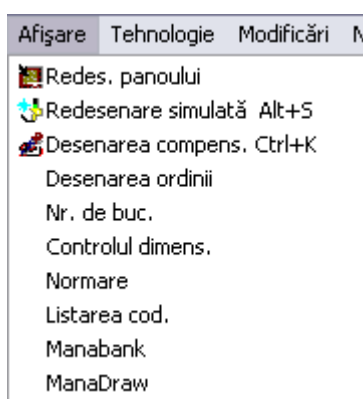 Afişare Tehnologie Modificări
Redes. panoului
Redesenare simulată Alt+S
Desenarea compens. Ctrl+K
Desenarea ordinii
Nr. de buc.
Controlul dimens.
Normare
Listarea cod.
Manabank
ManaDraw